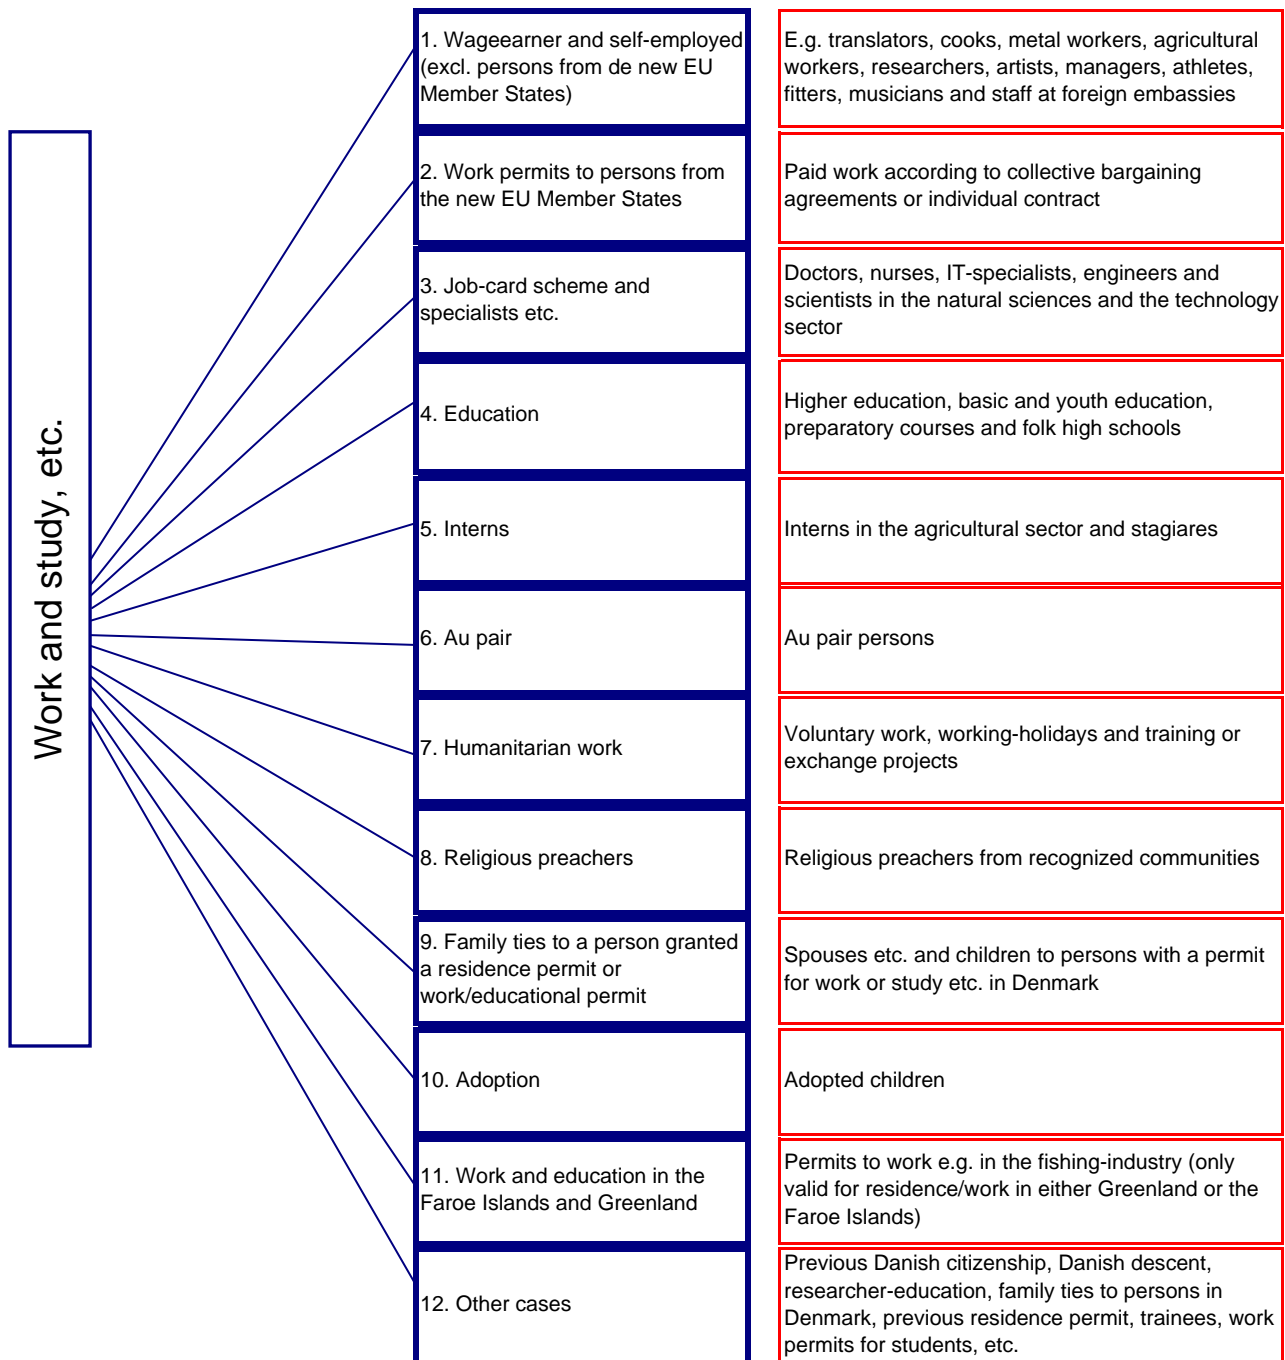 Work and study, etc.
1. Wageearner and self-employed
(excl. persons from de new EU
Member States)
E.g. translators, cooks, metal workers, agricultural
workers, researchers, artists, managers, athletes,
fitters, musicians and staff at foreign embassies
2. Work permits to persons from
the new EU Member States
Paid work according to collective bargaining
agreements or individual contract
3. Job-card scheme and
specialists etc.
Doctors, nurses, IT-specialists, engineers and
scientists in the natural sciences and the technology
sector
4. Education
Higher education, basic and youth education,
preparatory courses and folk high schools
5. Interns
Interns in the agricultural sector and stagiares
6. Au pair
Au pair persons
7. Humanitarian work
Voluntary work, working-holidays and training or
exchange projects
8. Religious preachers
Religious preachers from recognized communities
9. Family ties to a person granted
a residence permit or
work/educational permit
Spouses etc. and children to persons with a permit
for work or study etc. in Denmark
10. Adoption
Adopted children
11. Work and education in the
Faroe Islands and Greenland
Permits to work e.g. in the fishing-industry (only
valid for residence/work in either Greenland or the
Faroe Islands)
12. Other cases
Previous Danish citizenship, Danish descent,
researcher-education, family ties to persons in
Denmark, previous residence permit, trainees, work
permits for students, etc.